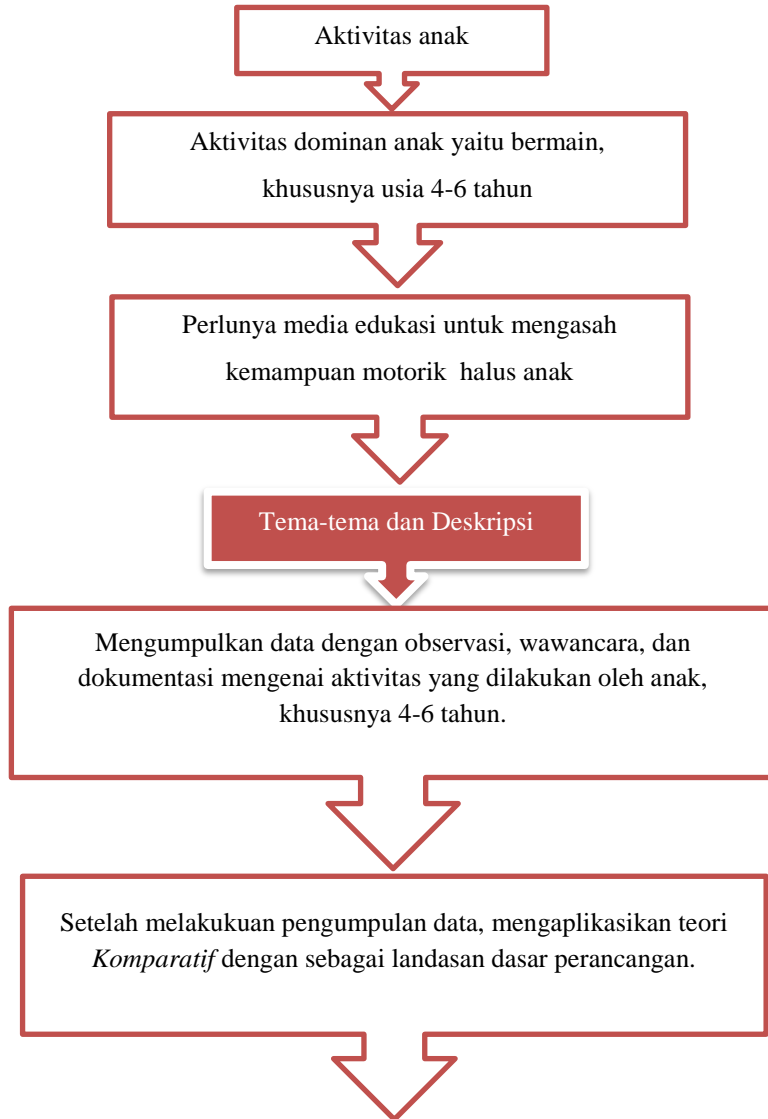 Aktivitas anak
Aktivitas dominan anak yaitu bermain,
khususnya usia 4-6 tahun
Perlunya media edukasi untuk mengasah
kemampuan motorik  halus anak
Tema-tema dan Deskripsi
Mengumpulkan data dengan observasi, wawancara, dan
dokumentasi mengenai aktivitas yang dilakukan oleh anak,
khususnya 4-6 tahun.
Setelah melakukuan pengumpulan data, mengaplikasikan teori
Komparatif dengan sebagai landasan dasar perancangan.